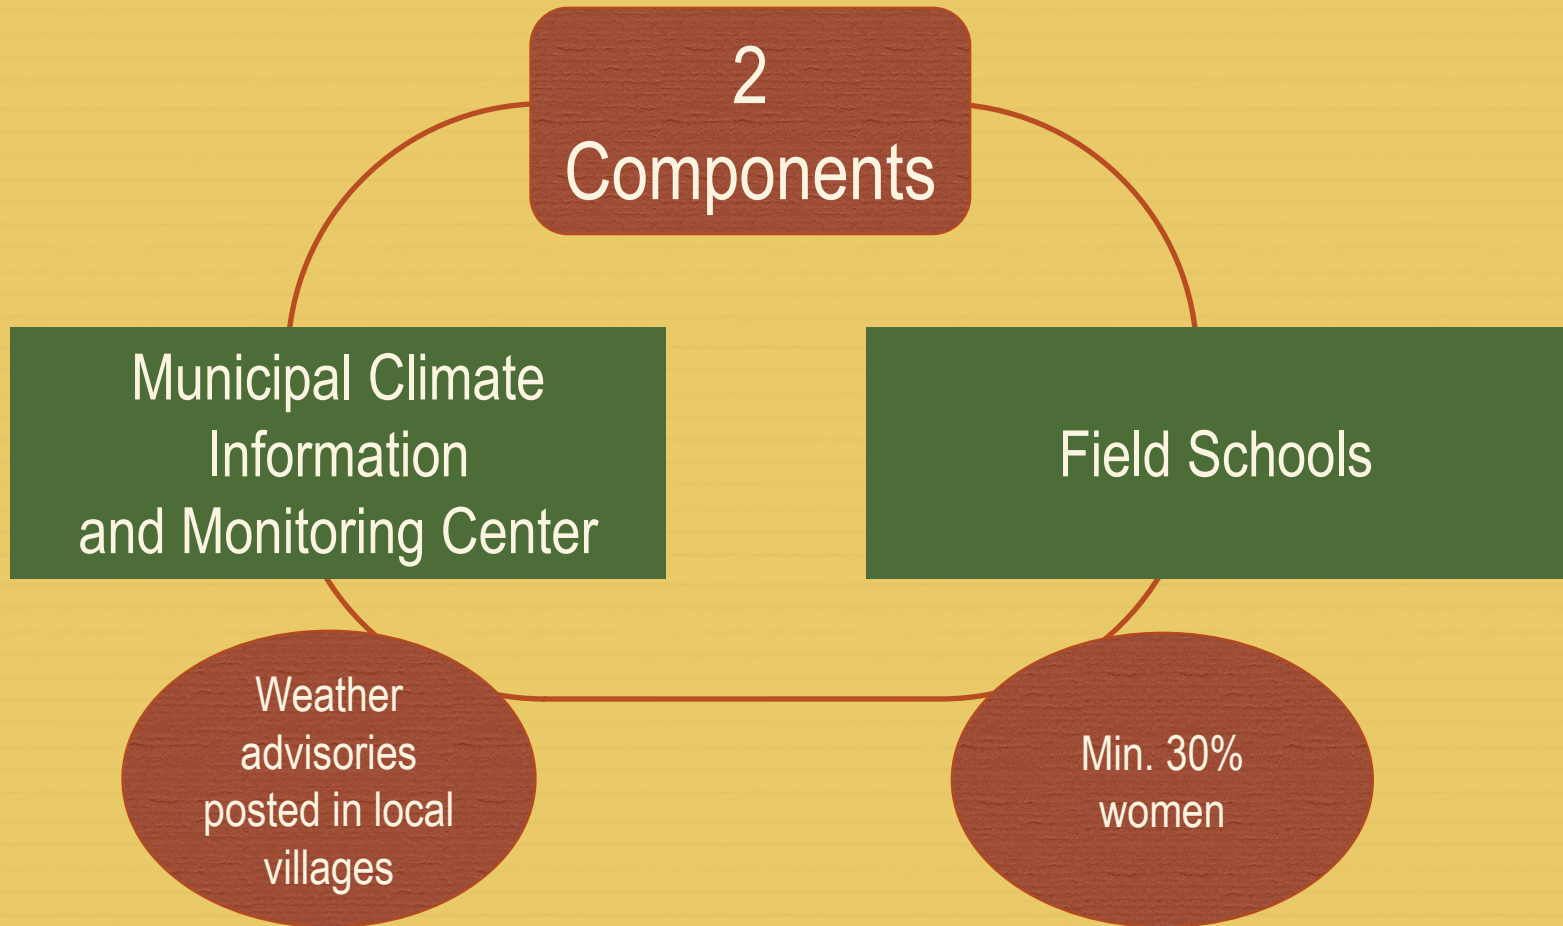 2
Components
Municipal Climate
Information
and Monitoring Center
Field Schools
Weather
advisories
posted in local
villages
Min. 30%
women